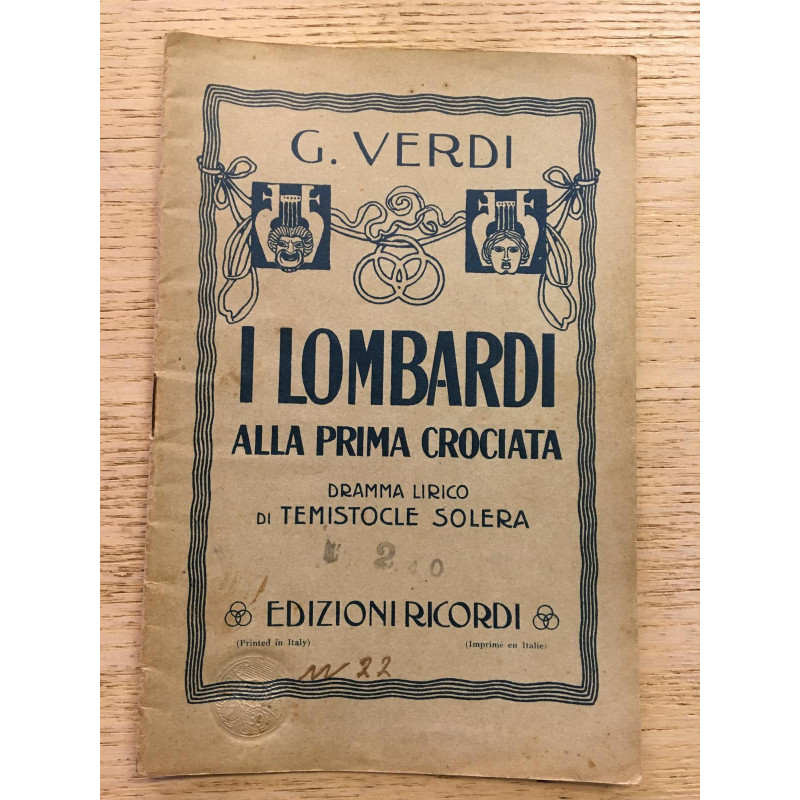 G. VERDI
I LOMBARDI
ALLA PRIMA CROCIATA
DRAMMA LIRICO
DI TEMISTOCLE SOLERA
2.40
EDIZIONI RICORDI
(Printed in Italy) (Imprimé en Italie)
22